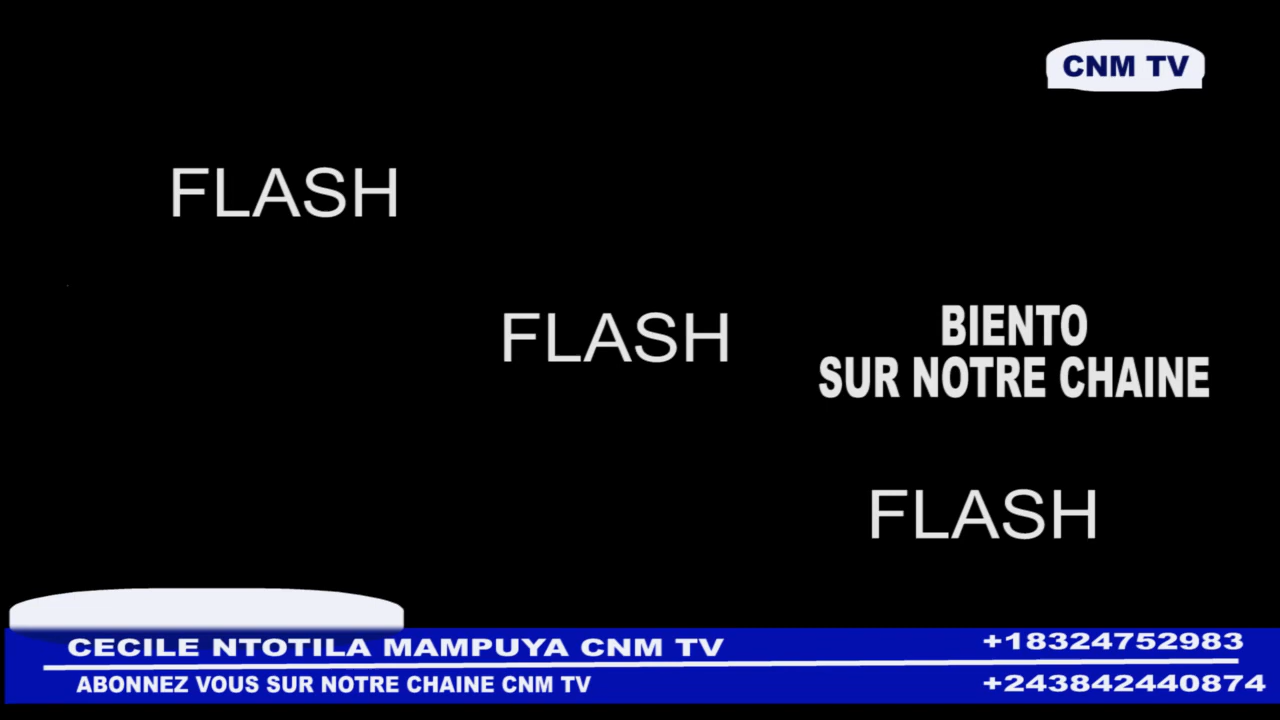 CNM TV
FLASH
FLASH
BIENTO
SUR NOTRE CHAINE
FLASH
CECILE NTOTILA MAMPUYA CNM TV
+18324752983
ABONNEZ VOUS SUR NOTRE CHAINE CNM TV
+243842440874